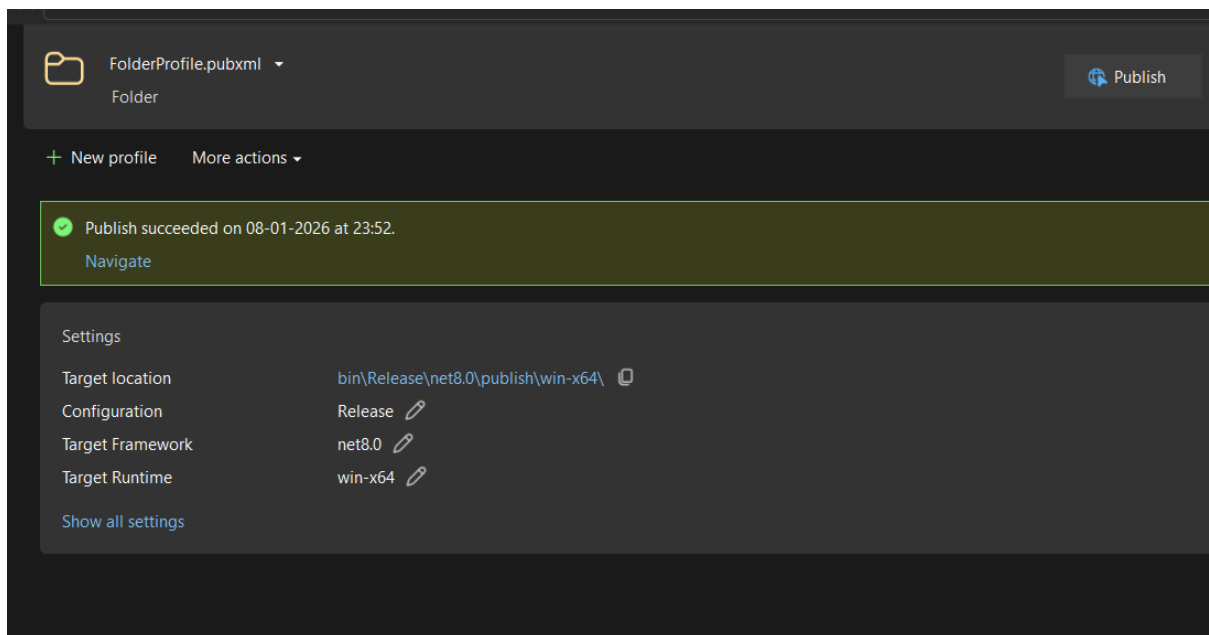 FolderProfile.pubxml
Publish
Folder
New profile More actions
Publish succeeded on 08-01-2026 at 23:52.
Navigate
Settings
Target location bin\Release\net8.0\publish\win-x64\
Configuration Release
Target Framework net8.0
Target Runtime win-x64
Show all settings